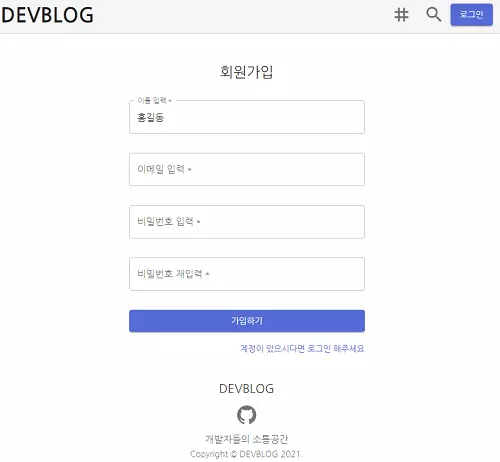 DEVBLOG
로그인
회원가입
이름 입력 *
홍길동
이메일 입력 *
비밀번호 입력 *
비밀번호 재입력 *
가입하기
계정이 있으시다면 로그인 해주세요
DEVBLOG
개발자들의 소통공간
Copyright © DEVBLOG 2021.